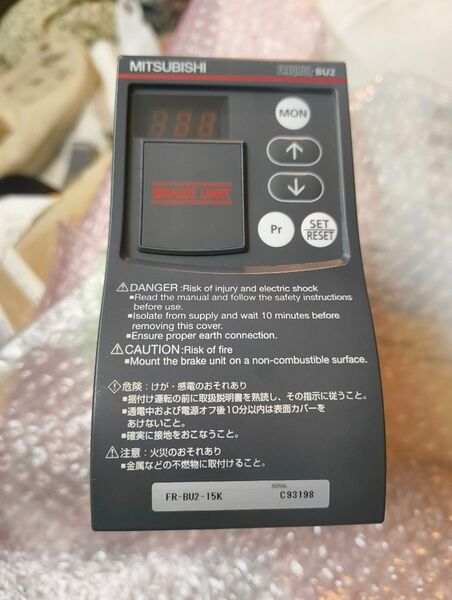 MITSUBISHI
FREQROL-BU2
888
MON
BRAKE UNIT
↑
↓
Pr
SET
RESET
⚠DANGER :Risk of injury and electric shock
■Read the manual and follow the safety instructions
before use.
■Isolate from supply and wait 10 minutes before
removing this cover.
■Ensure proper earth connection.
⚠CAUTION :Risk of fire
■Mount the brake unit on a non-combustible surface.
危険 : けが・感電のおそれあり
■据付け運転の前に取扱説明書を熟読し、その指示に従うこと。
■通電中および電源オフ後10分以内は表面カバーを
あけないこと。
■確実に接地をおこなうこと。
⚠注意 : 火災のおそれあり
■金属などの不燃物に取付けること。
SERIAL
FR-BU2-15K C93198